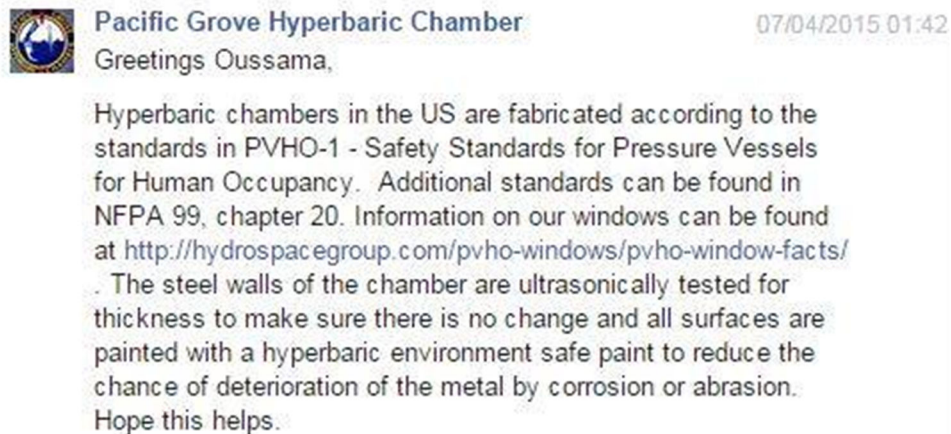 Pacific Grove Hyperbaric Chamber 07/04/2015 01:42
Greetings Oussama,
Hyperbaric chambers in the US are fabricated according to the
standards in PVHO-1 - Safety Standards for Pressure Vessels
for Human Occupancy.  Additional standards can be found in
NFPA 99, chapter 20. Information on our windows can be found
at http://hydrospacegroup.com/pvho-windows/pvho-window-facts/
. The steel walls of the chamber are ultrasonically tested for
thickness to make sure there is no change and all surfaces are
painted with a hyperbaric environment safe paint to reduce the
chance of deterioration of the metal by corrosion or abrasion.
Hope this helps.